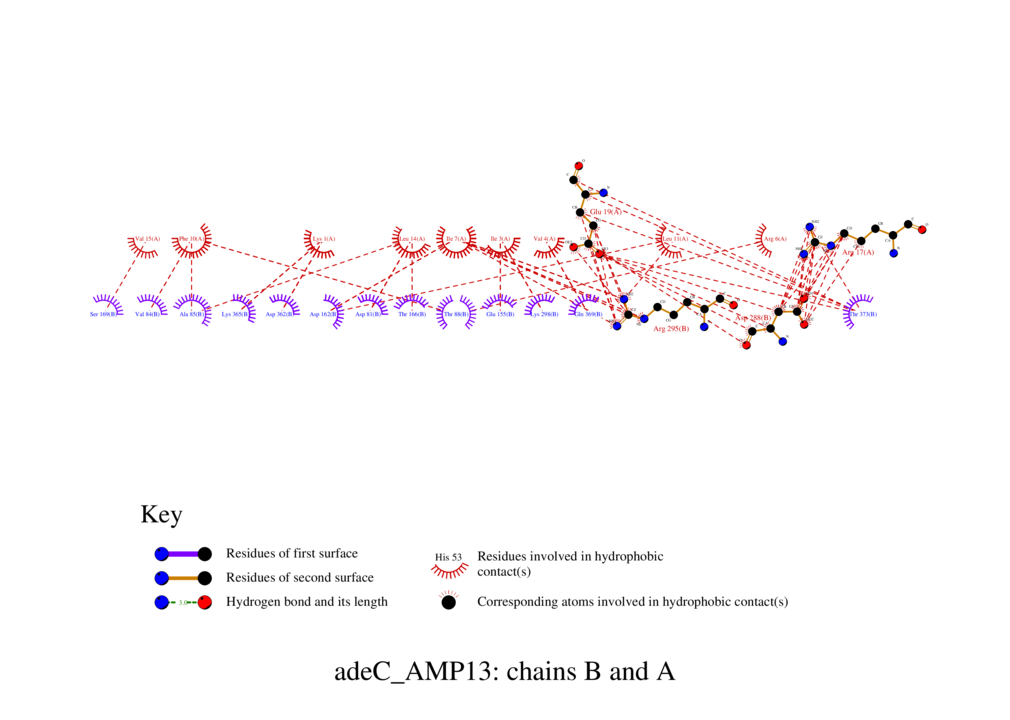 Glu 19(A)
Val 15(A)
Phe 10(A)
Lys 1(A)
Leu 14(A)
Ile 7(A)
Ile 3(A)
Val 4(A)
Leu 11(A)
Arg 6(A)
Arg 17(A)
Ser 169(B)
Val 84(B)
Ala 85(B)
Lys 365(B)
Asp 362(B)
Asp 162(B)
Asp 81(B)
Thr 166(B)
Thr 88(B)
Glu 155(B)
Lys 298(B)
Gln 369(B)
Arg 295(B)
Asp 288(B)
Thr 373(B)
Key
Residues of first surface
Residues of second surface
3.0
Hydrogen bond and its length
His 53
Residues involved in hydrophobic
contact(s)
Corresponding atoms involved in hydrophobic contact(s)
adeC_AMP13: chains B and A